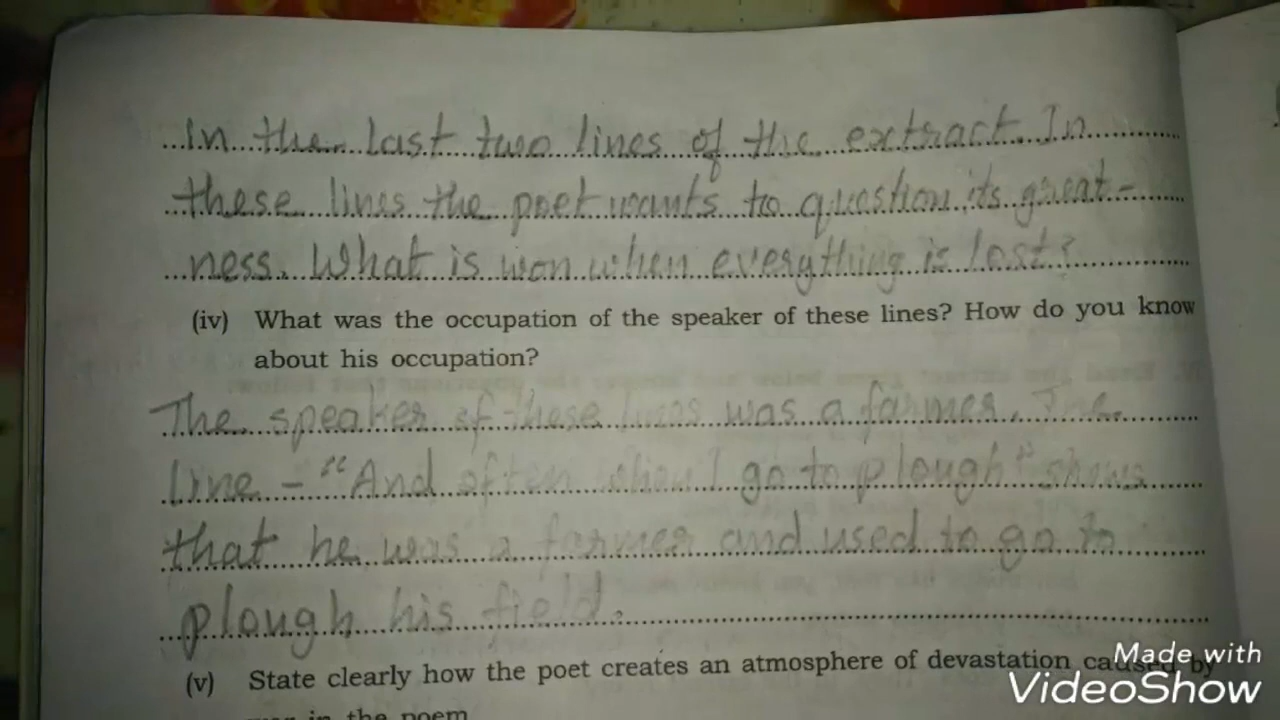 In the last two lines of the extract. In
these lines the poet wants to question its great-
ness. What is won when everything is lost?
(iv) What was the occupation of the speaker of these lines? How do you know
about his occupation?
The speaker of these lines was a farmer. The
line - "And often when I go to plough" shows
that he was a farmer and used to go to
plough his field.
(v) State clearly how the poet creates an atmosphere of devastation caused by
in the poem
Made with
VideoShow